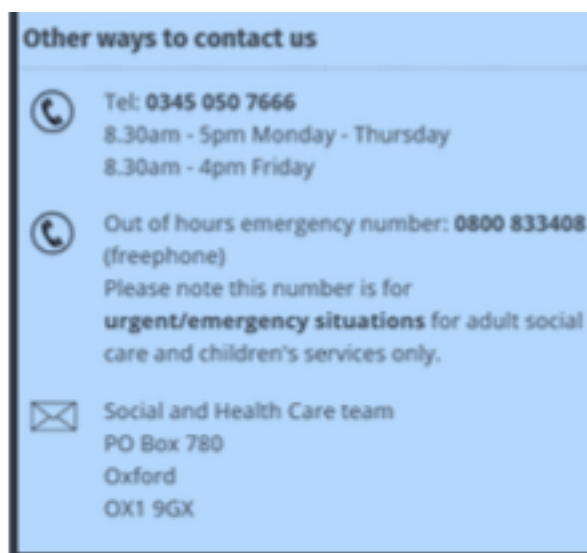 Other ways to contact us
Tel: 0345 050 7666
8.30am - 5pm Monday - Thursday
8.30am - 4pm Friday
Out of hours emergency number: 0800 833408
(freephone)
Please note this number is for
urgent/emergency situations for adult social
care and children's services only.
Social and Health Care team
PO Box 780
Oxford
OX1 9GX